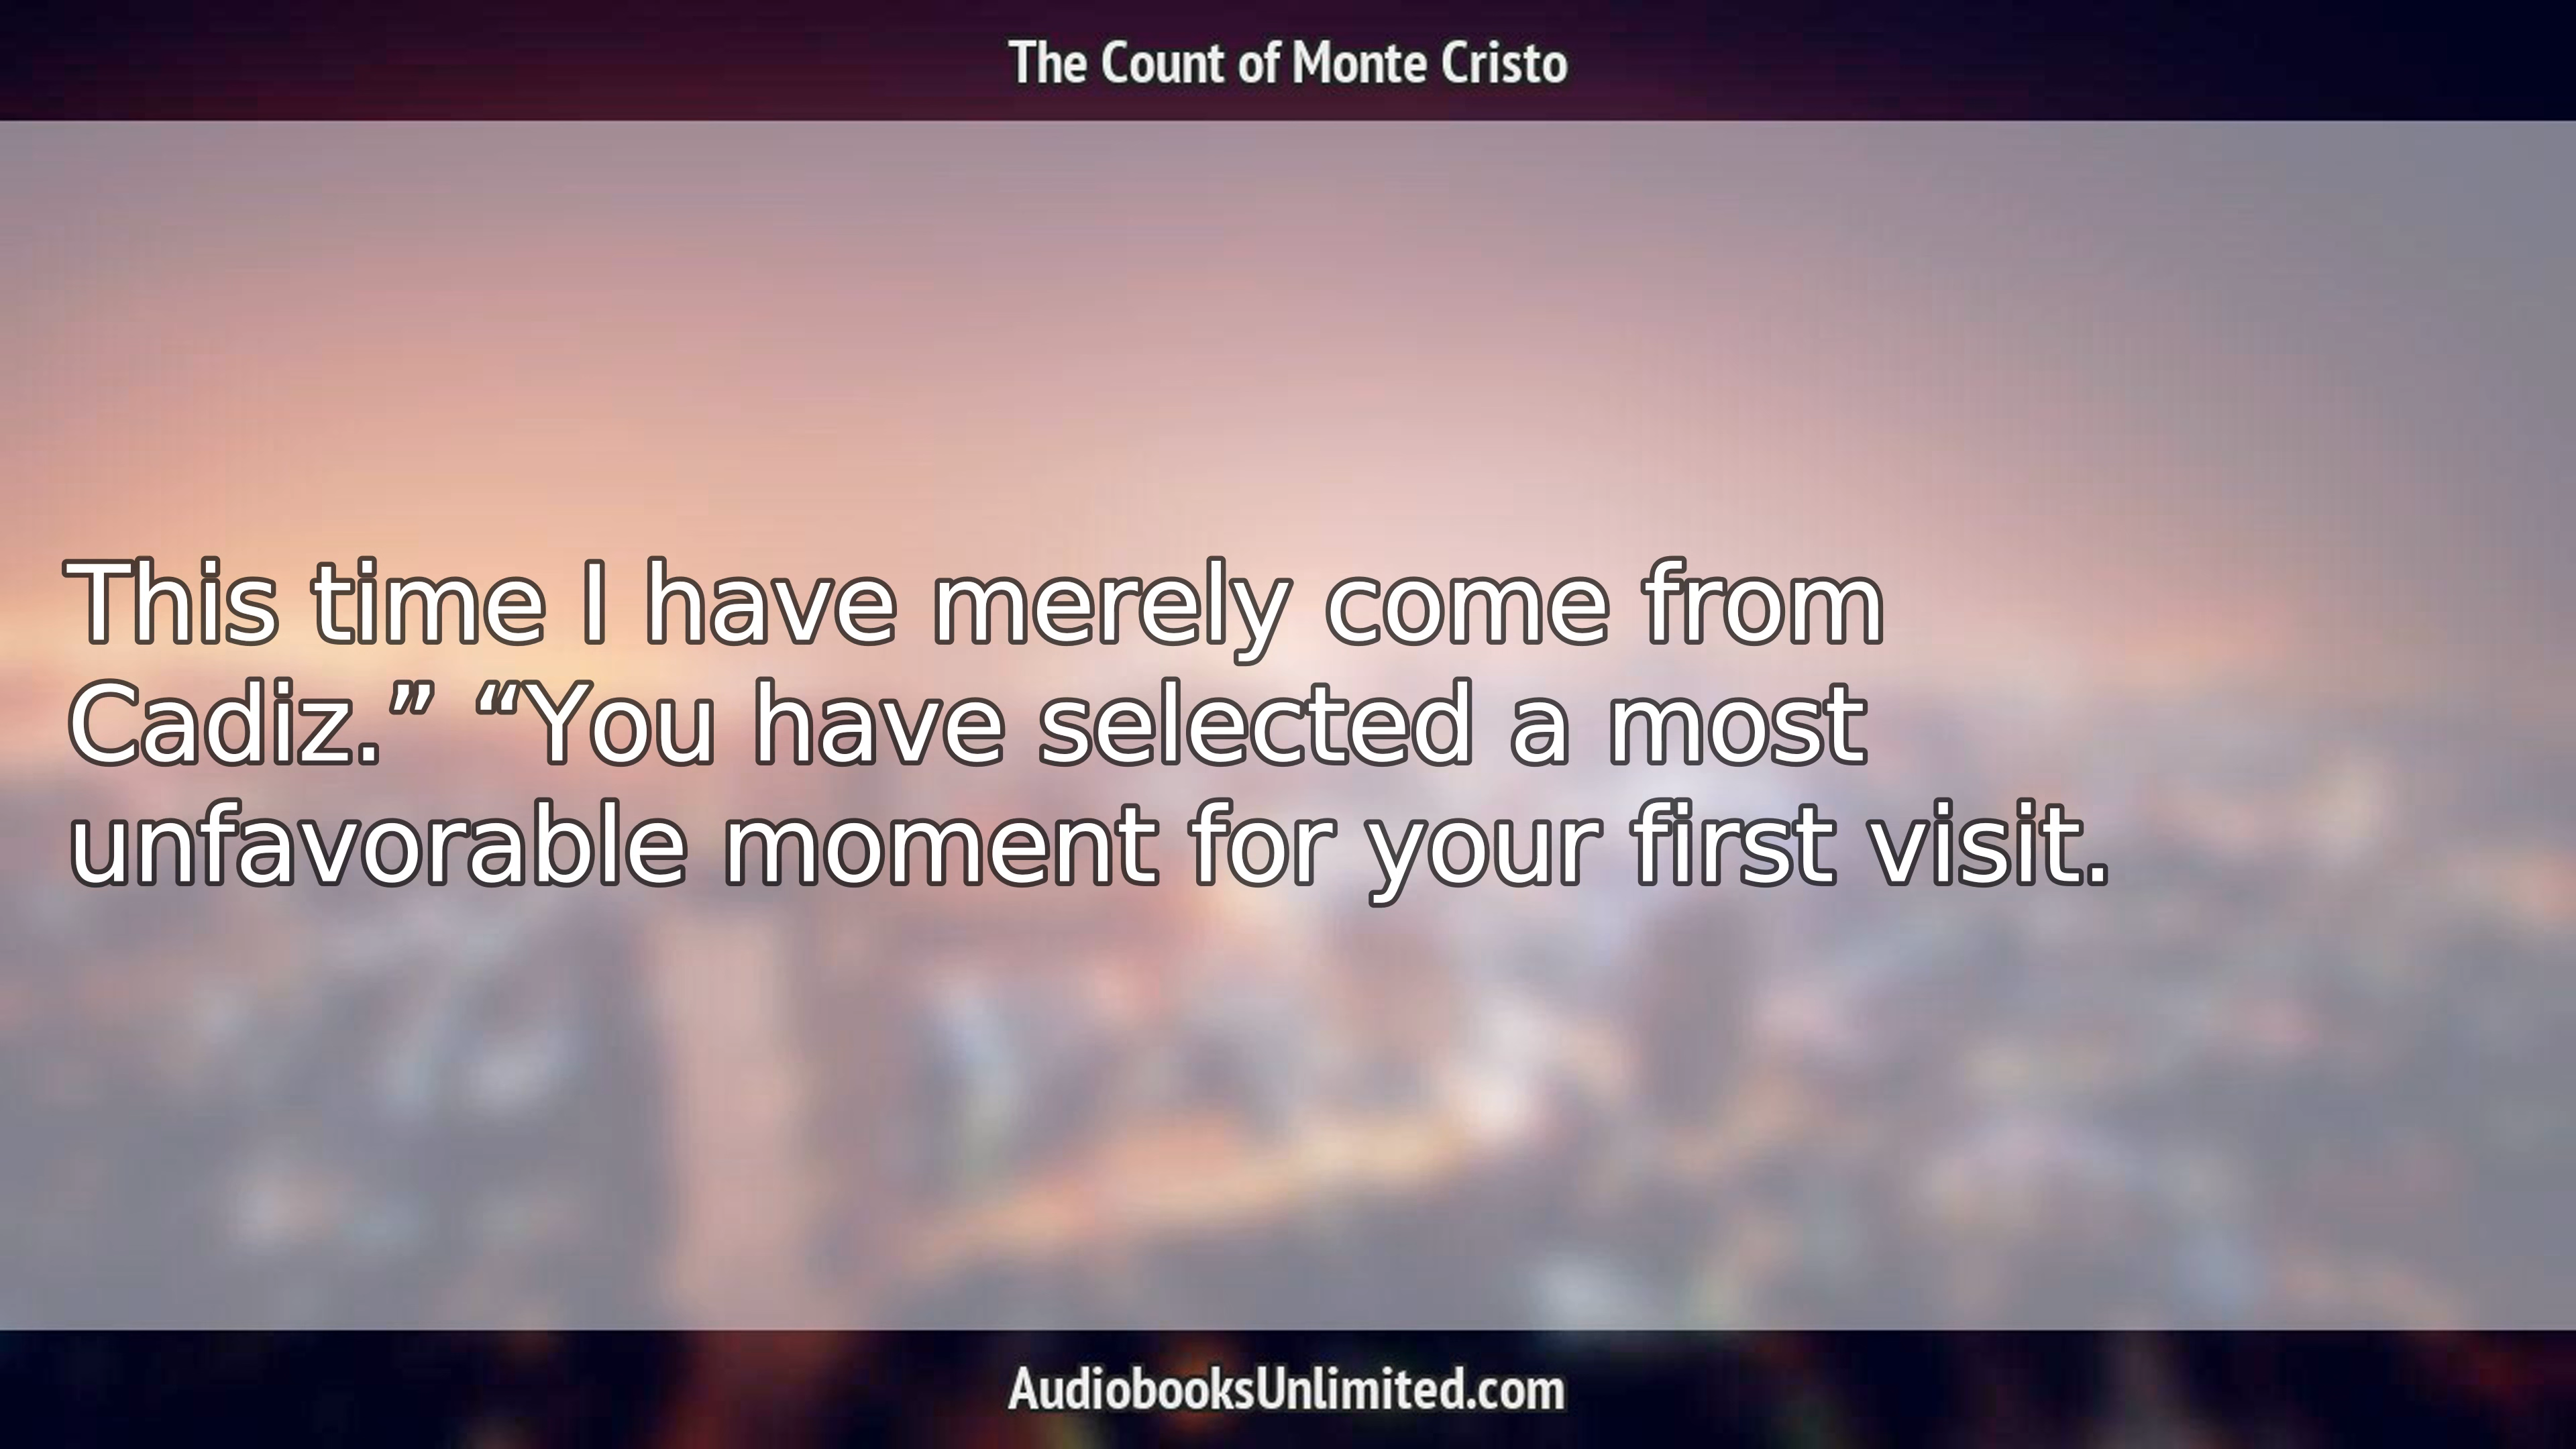 The Count of Monte Cristo
This time I have merely come from
Cadiz.” “You have selected a most
unfavorable moment for your first visit.
AudiobooksUnlimited.com